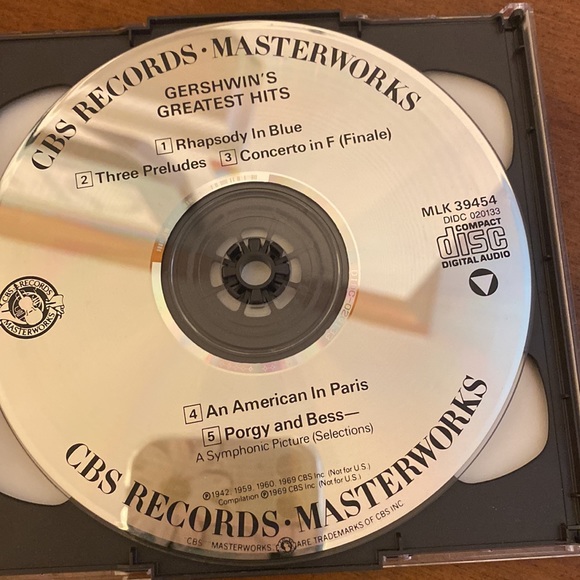 CBS RECORDS · MASTERWORKS
GERSHWIN'S
GREATEST HITS
1 Rhapsody In Blue
2 Three Preludes 3 Concerto in F (Finale)
MLK 39454
DIDC 020133
COMPACT
disc
DIGITAL AUDIO
CBS RECORDS
MASTERWORKS
4 An American In Paris
5 Porgy and Bess—
A Symphonic Picture (Selections)
℗ 1942, 1959, 1960, 1969 CBS Inc (Not for U.S.)
Compilation ℗ 1969 CBS Inc (Not for U.S.)
CBS RECORDS · MASTERWORKS
CBS MASTERWORKS, ARE TRADEMARKS OF CBS INC